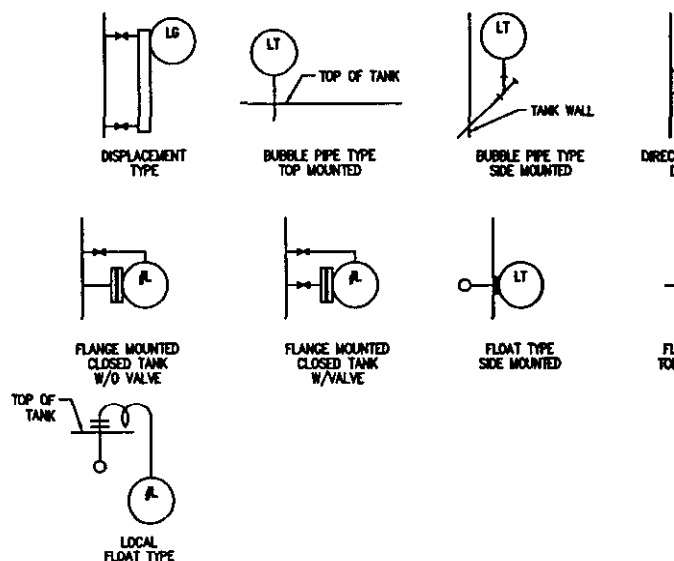 LG
LT
TOP OF TANK
LT
TANK WALL
DISPLACEMENT
TYPE
BUBBLE PIPE TYPE
TOP MOUNTED
BUBBLE PIPE TYPE
SIDE MOUNTED
LT
FLANGE MOUNTED
CLOSED TANK
W/O VALVE
FLANGE MOUNTED
CLOSED TANK
W/VALVE
FLOAT TYPE
SIDE MOUNTED
TOP OF
TANK
LOCAL
FLOAT TYPE